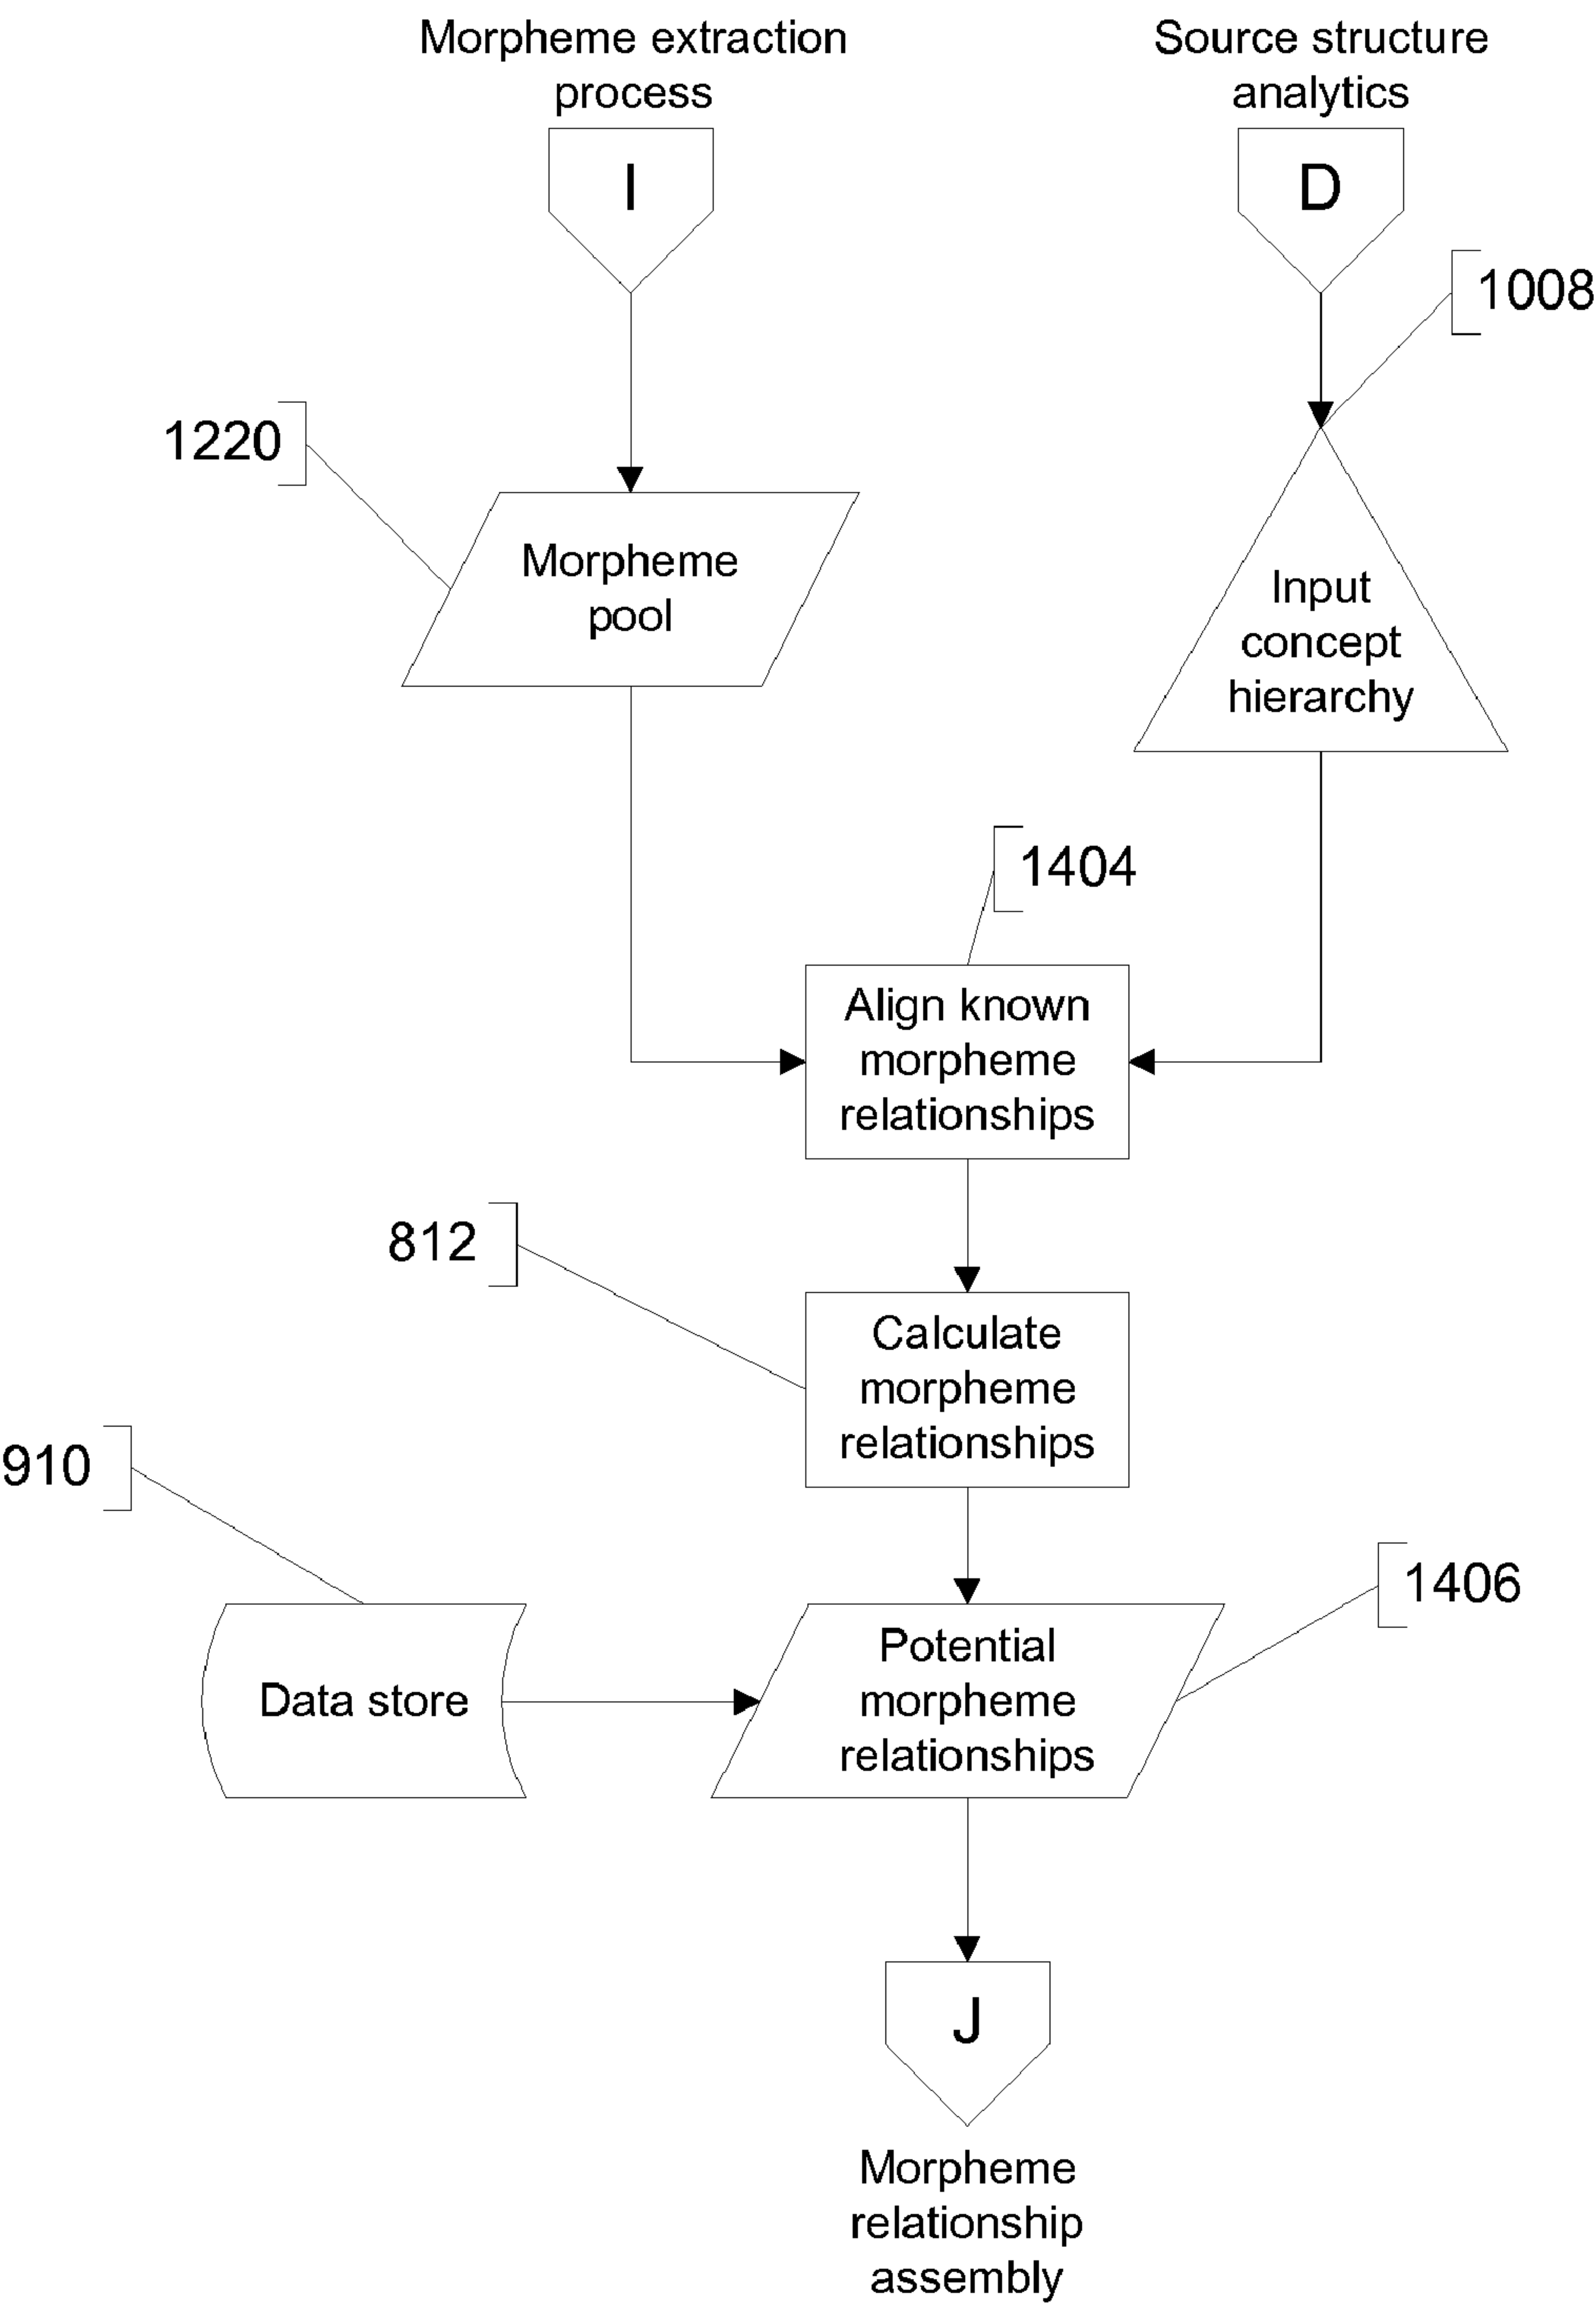 Morpheme extraction
process
Source structure
analytics
I
D
1008
1220
Morpheme
pool
Input
concept
hierarchy
1404
Align known
morpheme
relationships
812
Calculate
morpheme
relationships
910
1406
Data store
Potential
morpheme
relationships
J
Morpheme
relationship
assembly